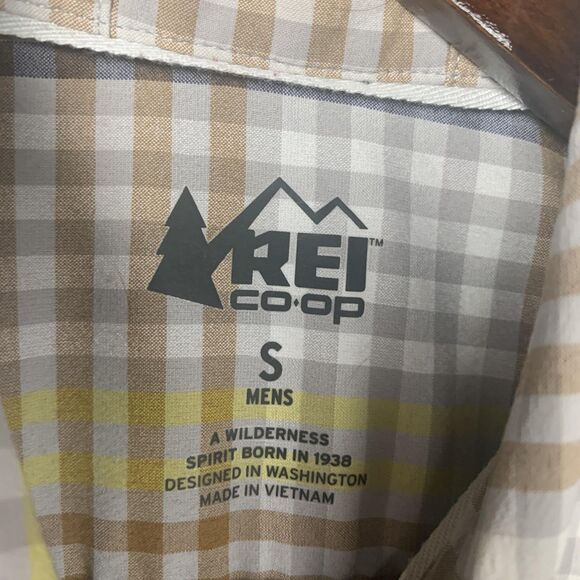 REI™
co·op
S
MENS
A WILDERNESS
SPIRIT BORN IN 1938
DESIGNED IN WASHINGTON
MADE IN VIETNAM